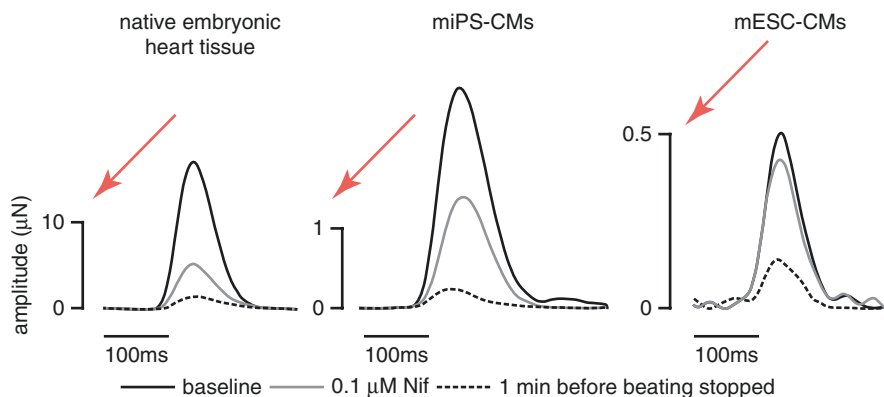 native embryonic
heart tissue
miPS-CMs
mESC-CMs
amplitude (μN)
10
0
1
0
0.5
0
100ms
100ms
100ms
baseline
0.1 μM Nif
1 min before beating stopped